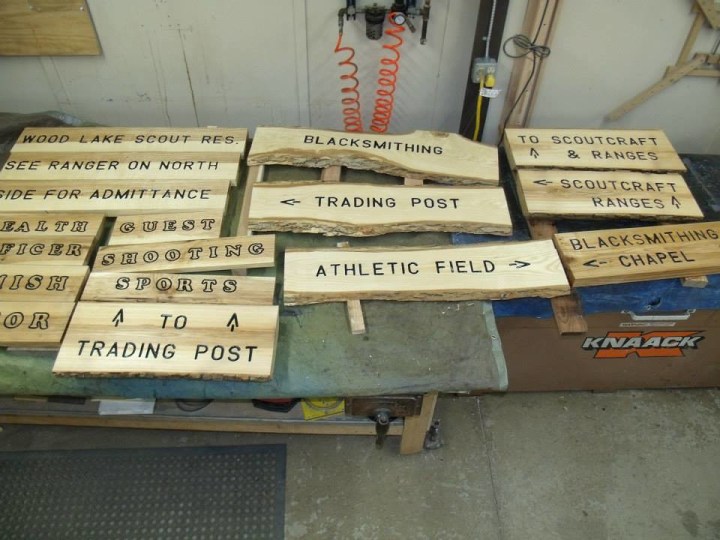 WOOD LAKE SCOUT RES.
SEE RANGER ON NORTH
SIDE FOR ADMITTANCE
GUEST
SHOOTING
SPORTS
↑ TO ↑
TRADING POST
BLACKSMITHING
← TRADING POST
ATHLETIC FIELD →
TO SCOUTCRAFT
↑ & RANGES
← SCOUTCRAFT
RANGES ↑
BLACKSMITHING
← CHAPEL
KNAACK